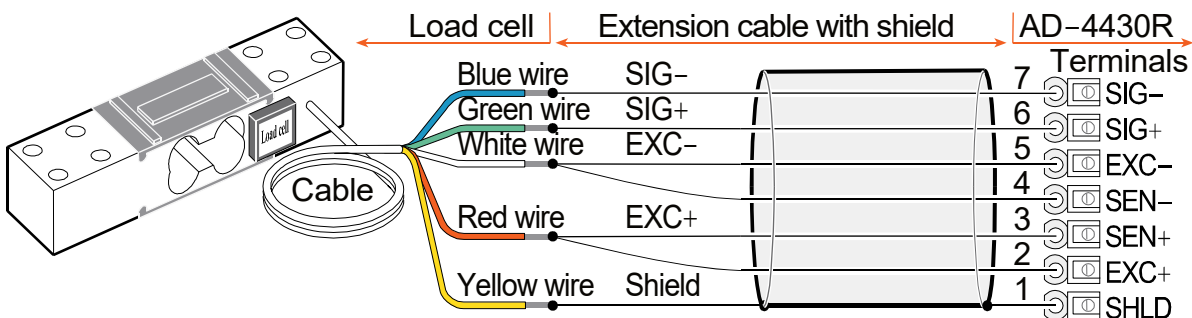 Load cell Extension cable with shield AD-4430R
Terminals
Blue wire SIG- 7 SIG-
Green wire SIG+ 6 SIG+
White wire EXC- 5 EXC-
4 SEN-
Red wire EXC+ 3 SEN+
2 EXC+
Yellow wire Shield 1 SHLD
Load cell
Cable